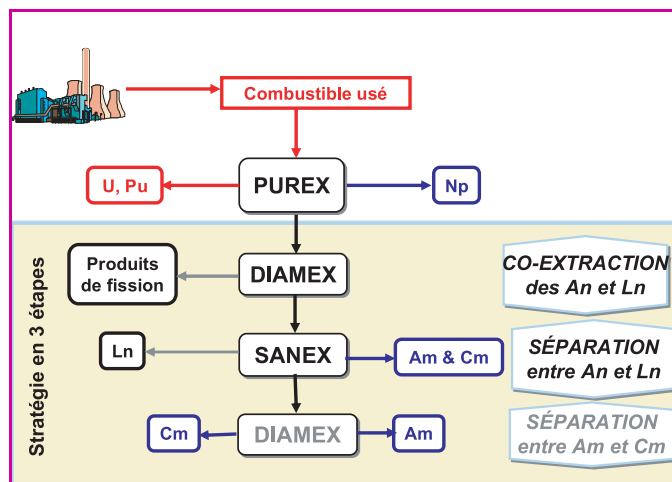 Combustible usé
U, Pu
PUREX
Np
Stratégie en 3 étapes
Produits
de fission
DIAMEX
CO-EXTRACTION
des An et Ln
Ln
SANEX
Am & Cm
SÉPARATION
entre An et Ln
Cm
DIAMEX
Am
SÉPARATION
entre Am et Cm